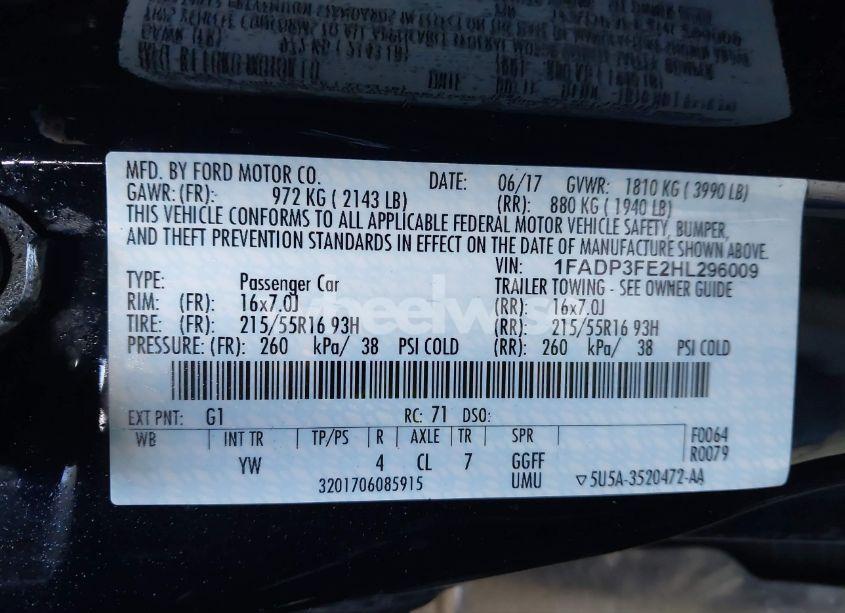 MFD. BY FORD MOTOR CO.
DATE: 06/17 GVWR: 1810 KG ( 3990 LB)
GAWR: (FR): 972 KG ( 2143 LB) (RR): 880 KG ( 1940 LB)
THIS VEHICLE CONFORMS TO ALL APPLICABLE FEDERAL MOTOR VEHICLE SAFETY, BUMPER,
AND THEFT PREVENTION STANDARDS IN EFFECT ON THE DATE OF MANUFACTURE SHOWN ABOVE.
VIN: 1FADP3FE2HL296009
TYPE: Passenger Car TRAILER TOWING - SEE OWNER GUIDE
RIM: (FR): 16x7.0J (RR): 16x7.0J
TIRE: (FR): 215/55R16 93H (RR): 215/55R16 93H
PRESSURE: (FR): 260 kPa/ 38 PSI COLD (RR): 260 kPa/ 38 PSI COLD
EXT PNT: G1 RC: 71 DSO:
WB INT TR TP/PS R AXLE TR SPR F0064
YW 4 CL 7 GGFF R0079
3201706085915 UMU ▽5U5A-3520472-AA